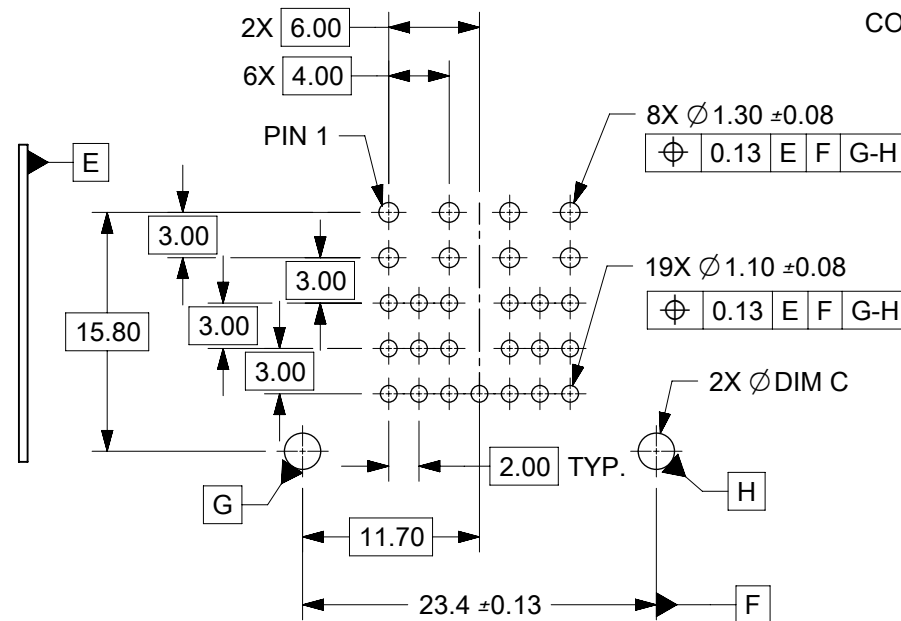 CO
2X 6.00
6X 4.00
PIN 1
8X ∅1.30 ±0.08
⌖ 0.13 E F G-H
E
3.00
3.00
3.00
3.00
15.80
19X ∅1.10 ±0.08
⌖ 0.13 E F G-H
2X ∅DIM C
2.00 TYP.
G
H
11.70
23.4 ±0.13
F